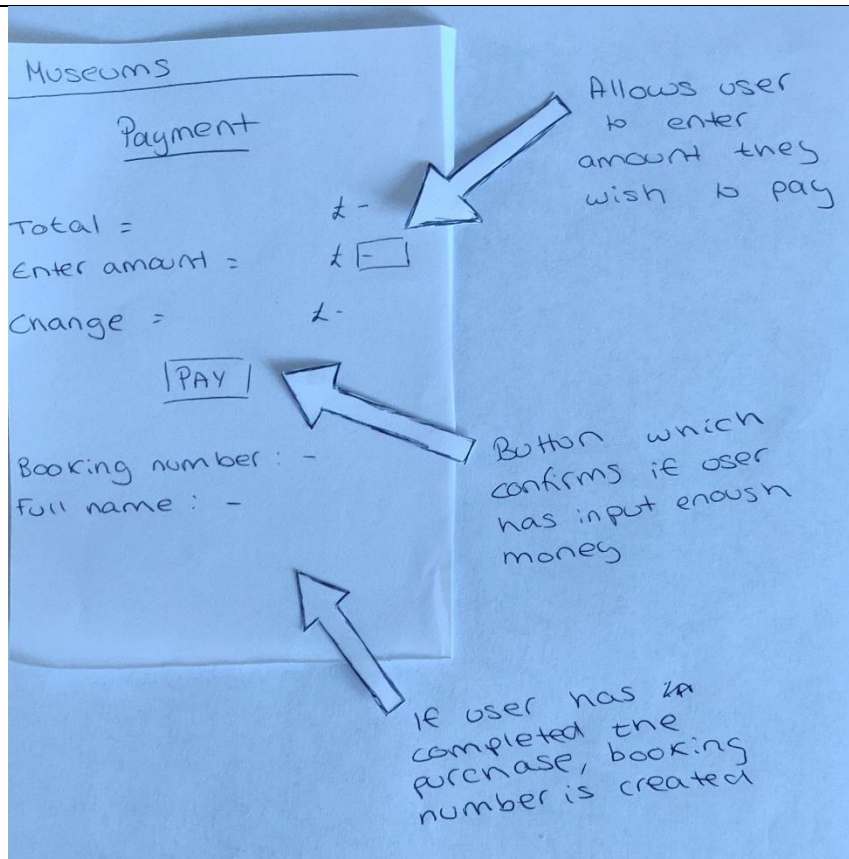 Museums
Payment
Total = £ -
Enter amount = £ -
Change = £ -
PAY
Booking number : -
Full name : -
Allows user
to enter
amount they
wish to pay
Button which
confirms if user
has input enough
money
If user has
completed the
purchase, booking
number is created